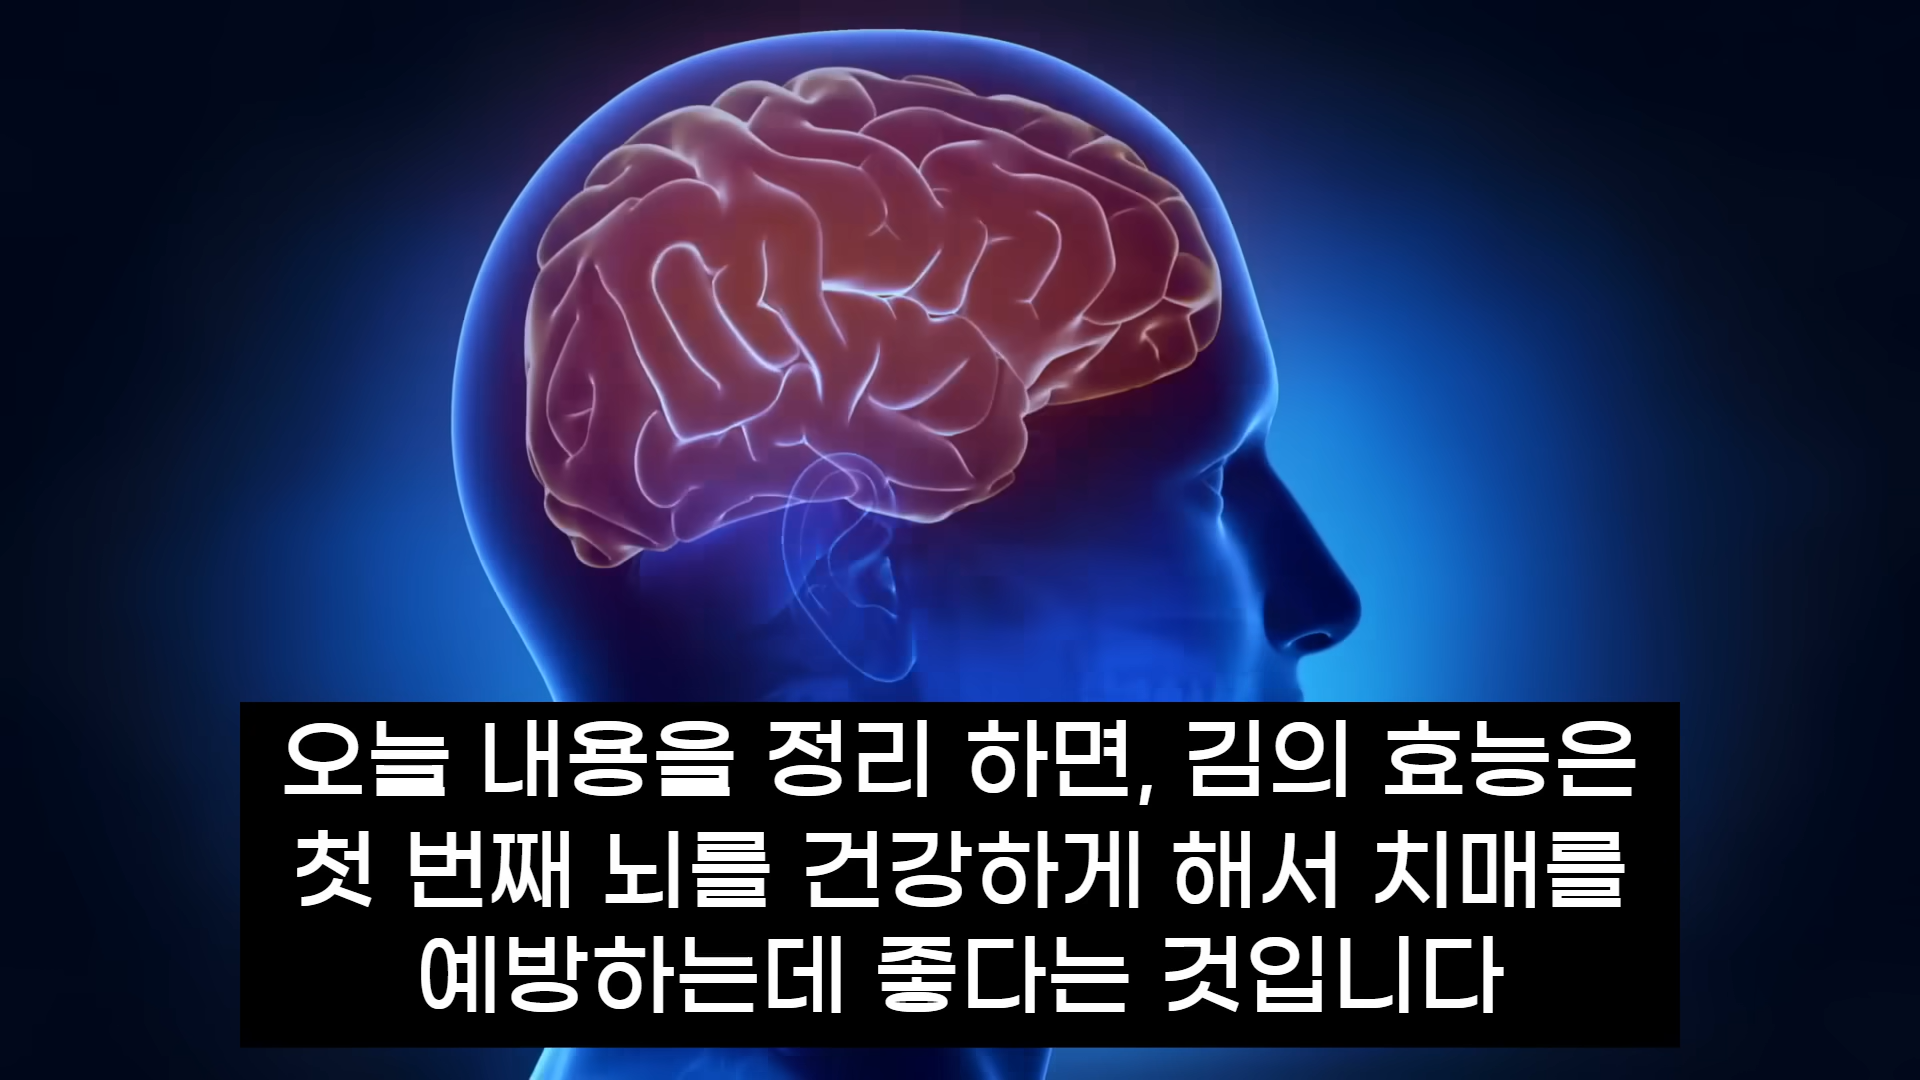 오늘 내용을 정리 하면, 김의 효능은
첫 번째 뇌를 건강하게 해서 치매를
예방하는데 좋다는 것입니다